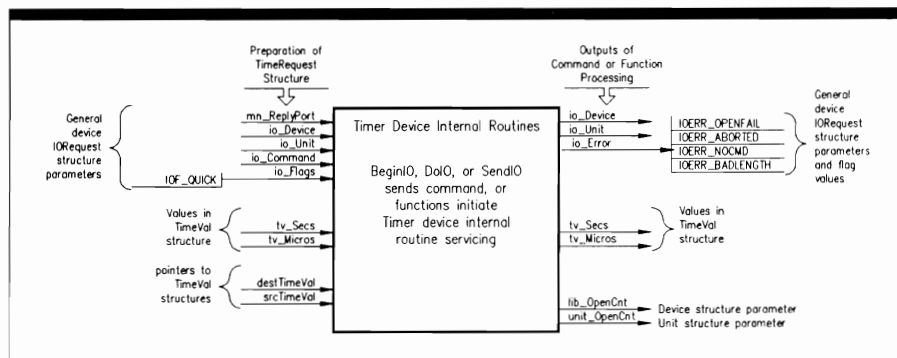 Preparation of
TimeRequest
Structure
General
device
IORequest
structure
parameters
mn_ReplyPort
io_Device
io_Unit
io_Command
io_Flags
IOF_QUICK
Values in
TimeVal
structure
tv_Secs
tv_Micros
pointers to
TimeVal
structures
destTimeVal
srcTimeVal
Timer Device Internal Routines
BeginIO, DoIO, or SendIO
sends command, or
functions initiate
Timer device internal
routine servicing
Outputs of
Command or Function
Processing
io_Device
io_Unit
io_Error
IOERR_OPENFAIL
IOERR_ABORTED
IOERR_NOCMD
IOERR_BADLENGTH
General
device
IORequest
structure
parameters
and flag
values
tv_Secs
tv_Micros
Values in
TimeVal
structure
lib_OpenCnt
Device structure parameter
unit_OpenCnt
Unit structure parameter